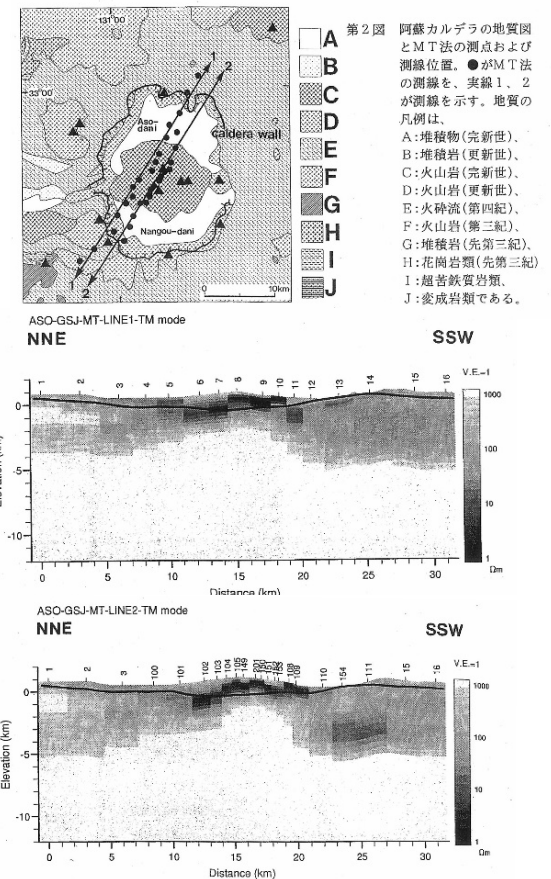 131°00'
33°00'
1
2
Aso-dani
caldera wall
Nangou-dani
1
2
0
10km
A
B
C
D
E
F
G
H
I
J
第2図 阿蘇カルデラの地質図
とMT法の測点および
測線位置。●がMT法
の測線を、実線1、2
が測線を示す。地質の
凡例は、
A:堆積物(完新世)、
B:堆積岩(更新世)、
C:火山岩(完新世)、
D:火山岩(更新世)、
E:火砕流(第四紀)、
F:火山岩(第三紀)、
G:堆積岩(先第三紀)、
H:花崗岩類(先第三紀)
I:超苦鉄質岩類、
J:変成岩類である。
ASO-GSJ-MT-LINE1-TM mode
NNE SSW
1 2 3 4 5 6 7 8 9 10 11 12 13 14 15 16
V.E.=1
1000
100
10
1
Ωm
0
-5
-10
Elevation (km)
0 5 10 15 20 25 30
Distance (km)
ASO-GSJ-MT-LINE2-TM mode
NNE SSW
1 2 3 100 101 102 103 104 105 149 201 150 151 152 153 108 109 110 154 111 15 16
V.E.=1
1000
100
10
1
Ωm
0
-5
-10
Elevation (km)
0 5 10 15 20 25 30
Distance (km)